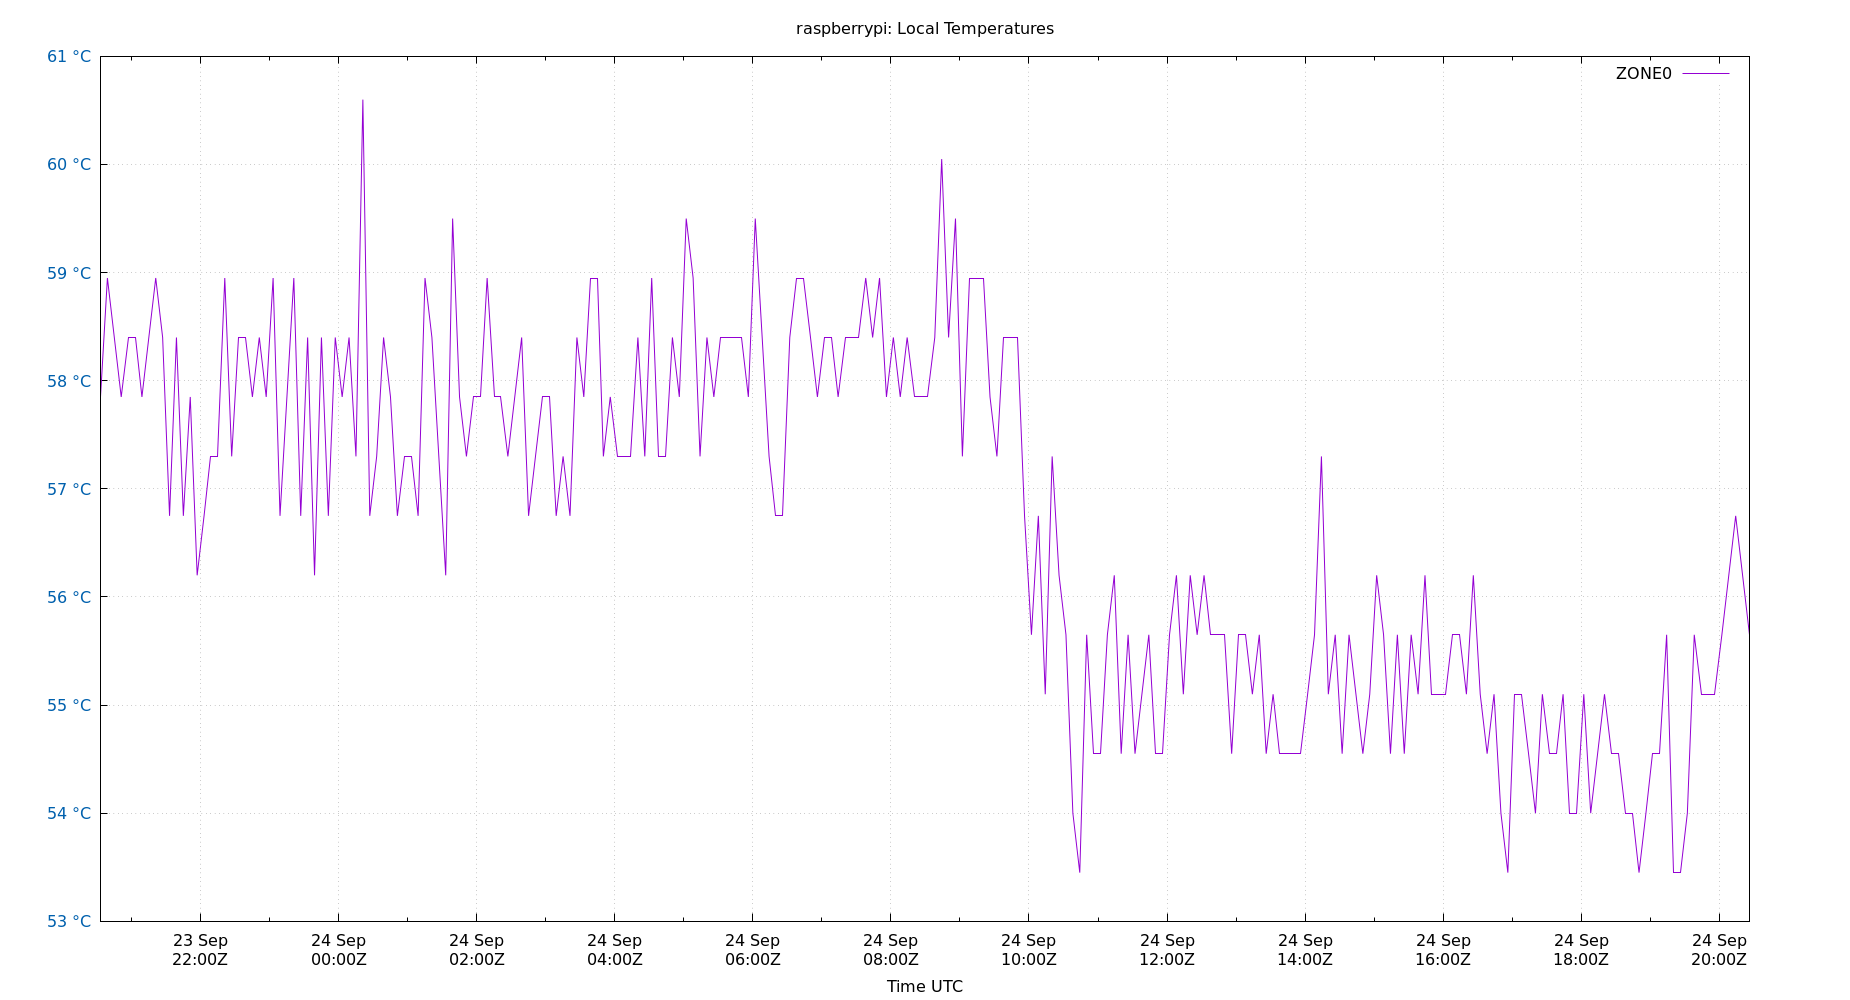 raspberrypi: Local Temperatures
61 °C
ZONE0
60 °C
59 °C
58 °C
57 °C
56 °C
55 °C
54 °C
53 °C
23 Sep 24 Sep 24 Sep 24 Sep 24 Sep 24 Sep 24 Sep 24 Sep 24 Sep 24 Sep 24 Sep 24 Sep
22:00Z 00:00Z 02:00Z 04:00Z 06:00Z 08:00Z 10:00Z 12:00Z 14:00Z 16:00Z 18:00Z 20:00Z
Time UTC